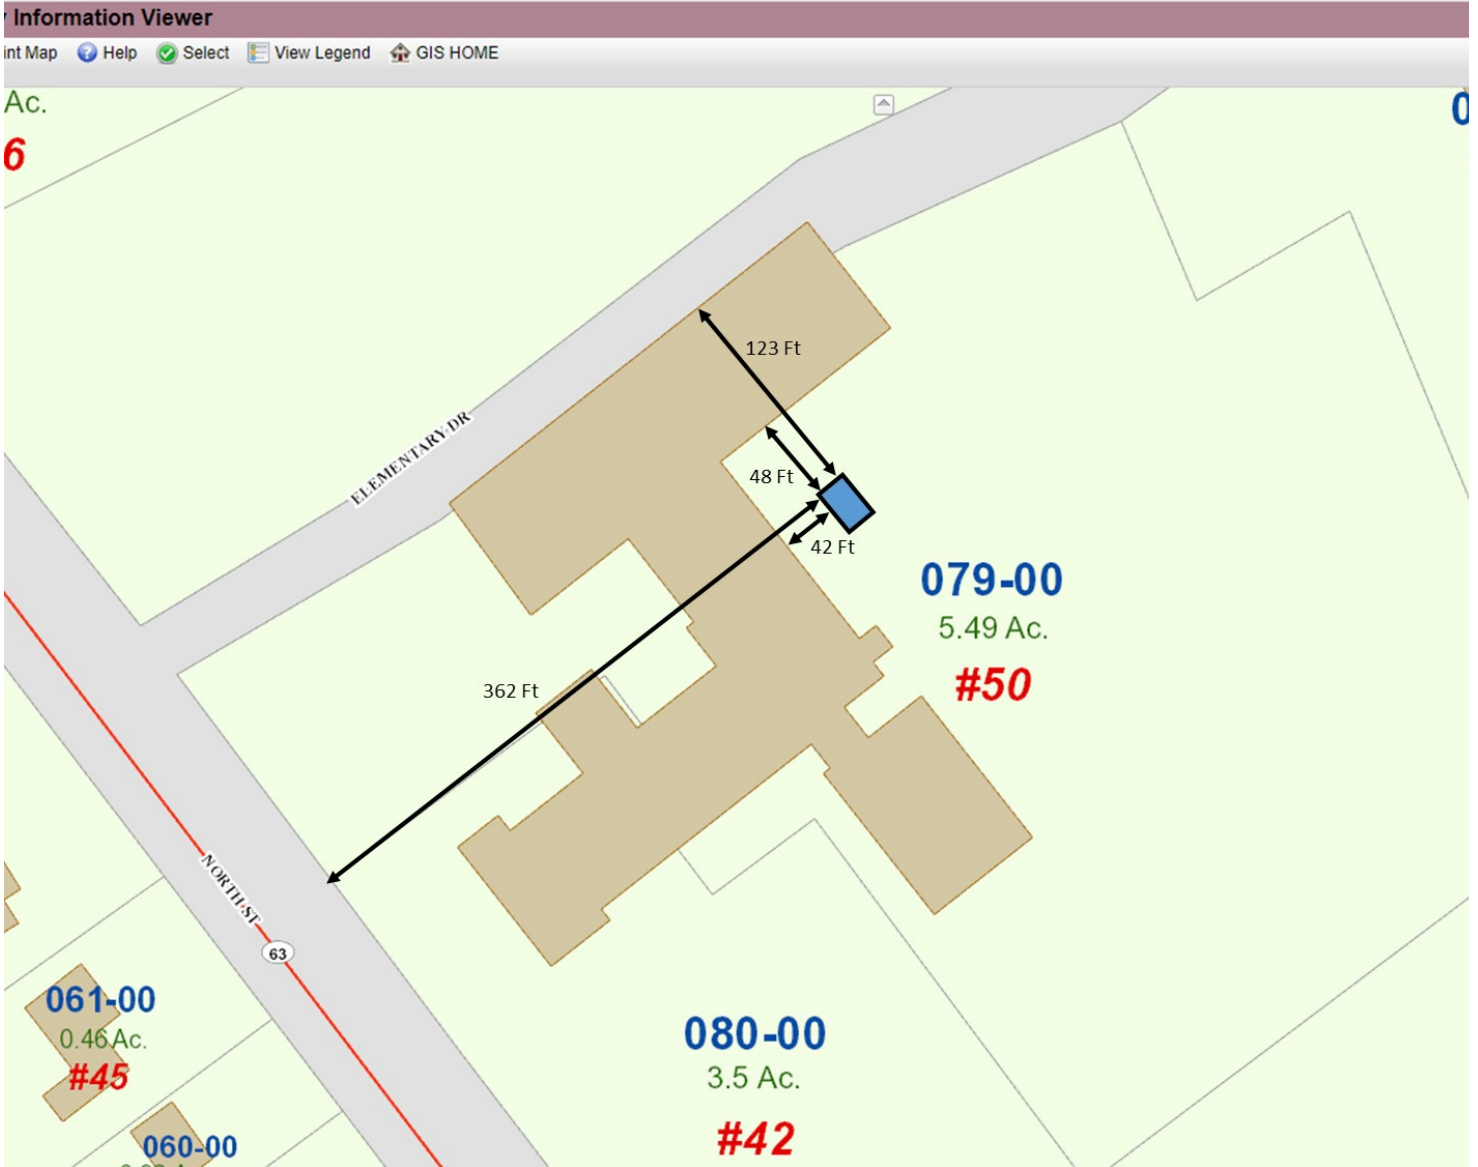 Information Viewer
int Map Help Select View Legend GIS HOME
Ac.
6
0
123 Ft
ELEMENTARY DR
48 Ft
42 Ft
079-00
5.49 Ac.
#50
362 Ft
NORTH ST
63
061-00
0.46 Ac.
#45
080-00
3.5 Ac.
#42
060-00